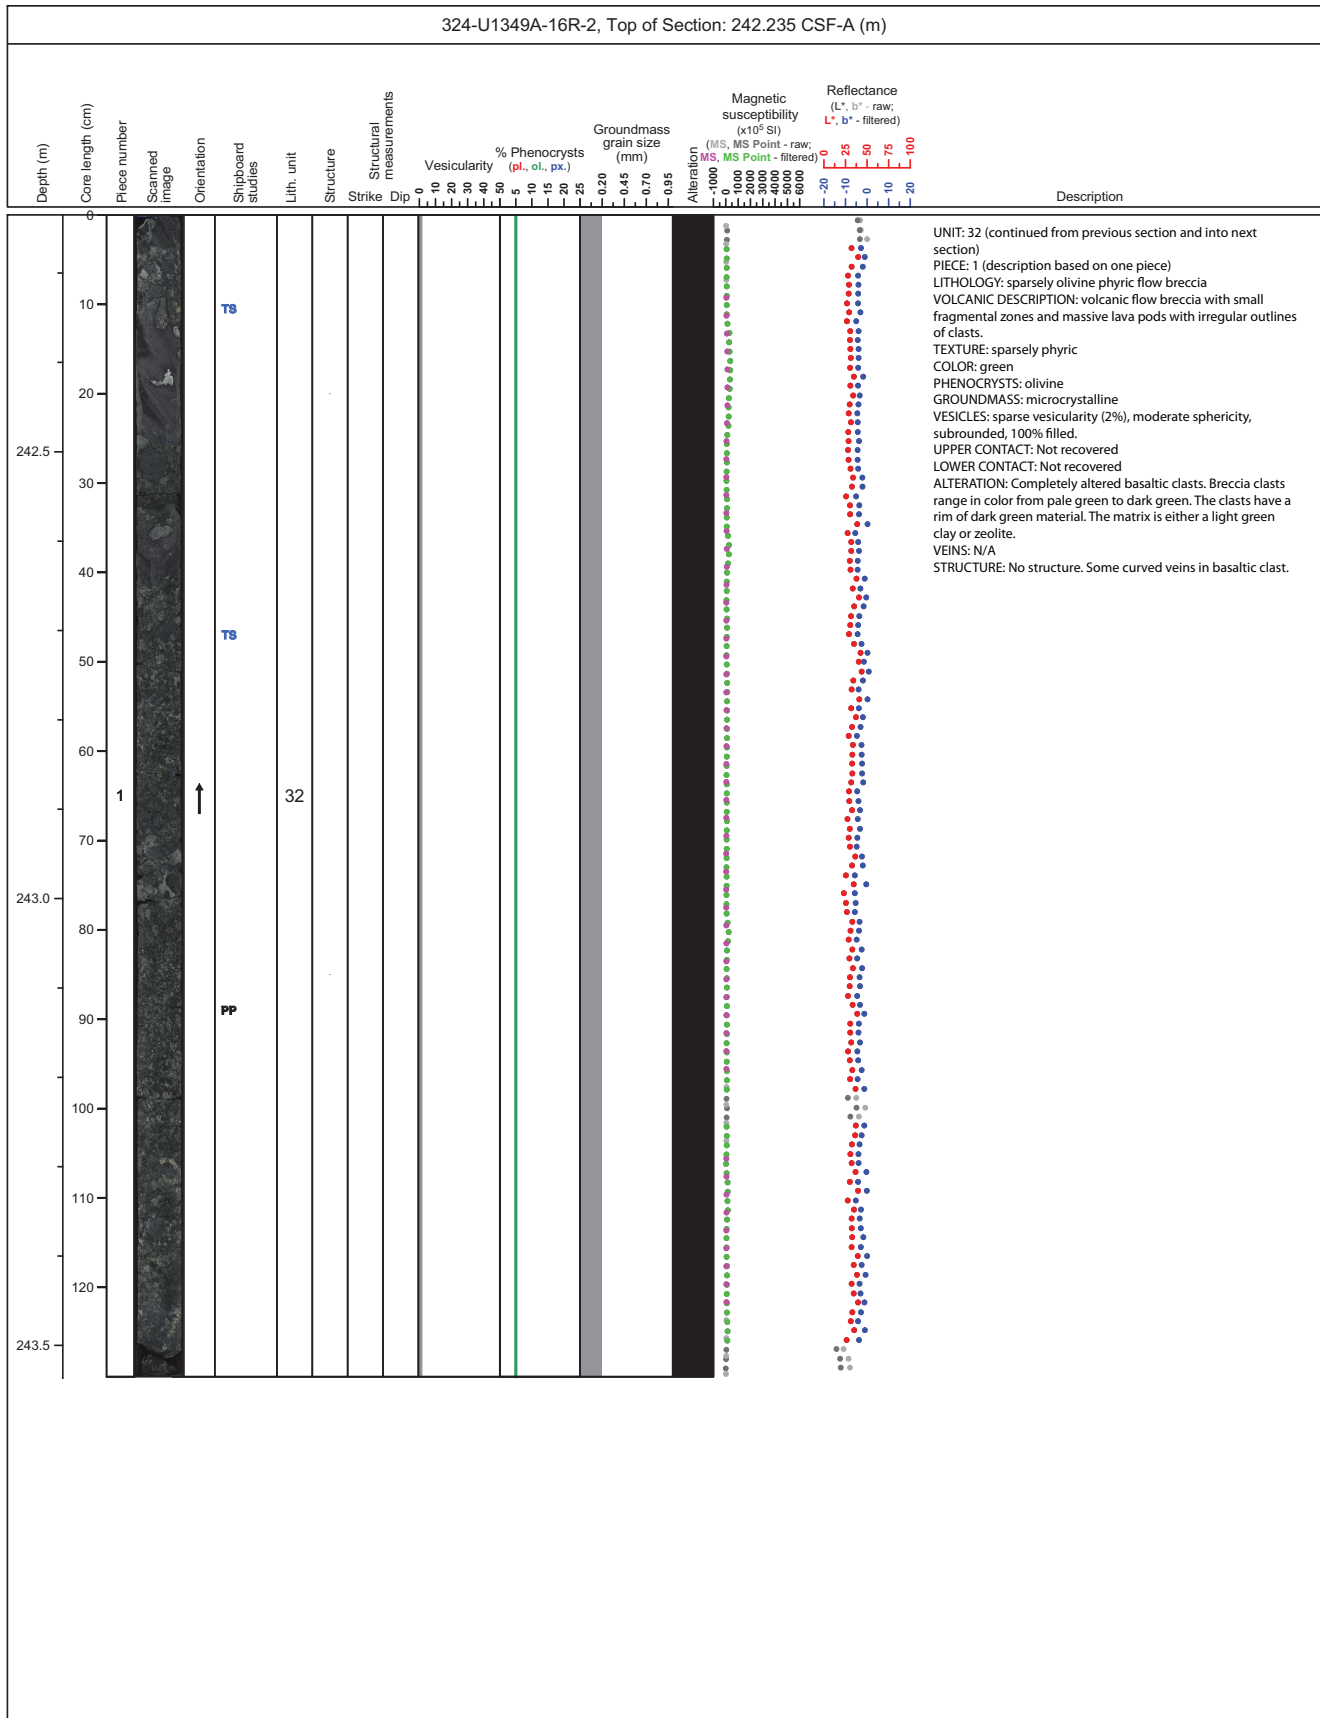 324-U1349A-16R-2, Top of Section: 242.235 CSF-A (m)
Depth (m)
Core length (cm)
Piece number
Scanned
image
Orientation
Shipboard
studies
Lith. unit
Structure
Structural
measurements
Strike Dip
Vesicularity
0 10 20 30 40 50
% Phenocrysts
(pl., ol., px.)
5 10 15 20 25
Groundmass
grain size
(mm)
0.20 0.45 0.70 0.95
Alteration
Magnetic
susceptibility
(x10⁵ SI)
(MS, MS Point - raw;
MS, MS Point - filtered)
-1000 0 1000 2000 3000 4000 5000 6000
Reflectance
(L*, b* - raw;
L*, b* - filtered)
0 25 50 75 100
-20 -10 0 10 20
Description
0
10
20
30
40
50
60
70
80
90
100
110
120
242.5
243.0
243.5
TS
TS
PP
1
32
UNIT: 32 (continued from previous section and into next
section)
PIECE: 1 (description based on one piece)
LITHOLOGY: sparsely olivine phyric flow breccia
VOLCANIC DESCRIPTION: volcanic flow breccia with small
fragmental zones and massive lava pods with irregular outlines
of clasts.
TEXTURE: sparsely phyric
COLOR: green
PHENOCRYSTS: olivine
GROUNDMASS: microcrystalline
VESICLES: sparse vesicularity (2%), moderate sphericity,
subrounded, 100% filled.
UPPER CONTACT: Not recovered
LOWER CONTACT: Not recovered
ALTERATION: Completely altered basaltic clasts. Breccia clasts
range in color from pale green to dark green. The clasts have a
rim of dark green material. The matrix is either a light green
clay or zeolite.
VEINS: N/A
STRUCTURE: No structure. Some curved veins in basaltic clast.